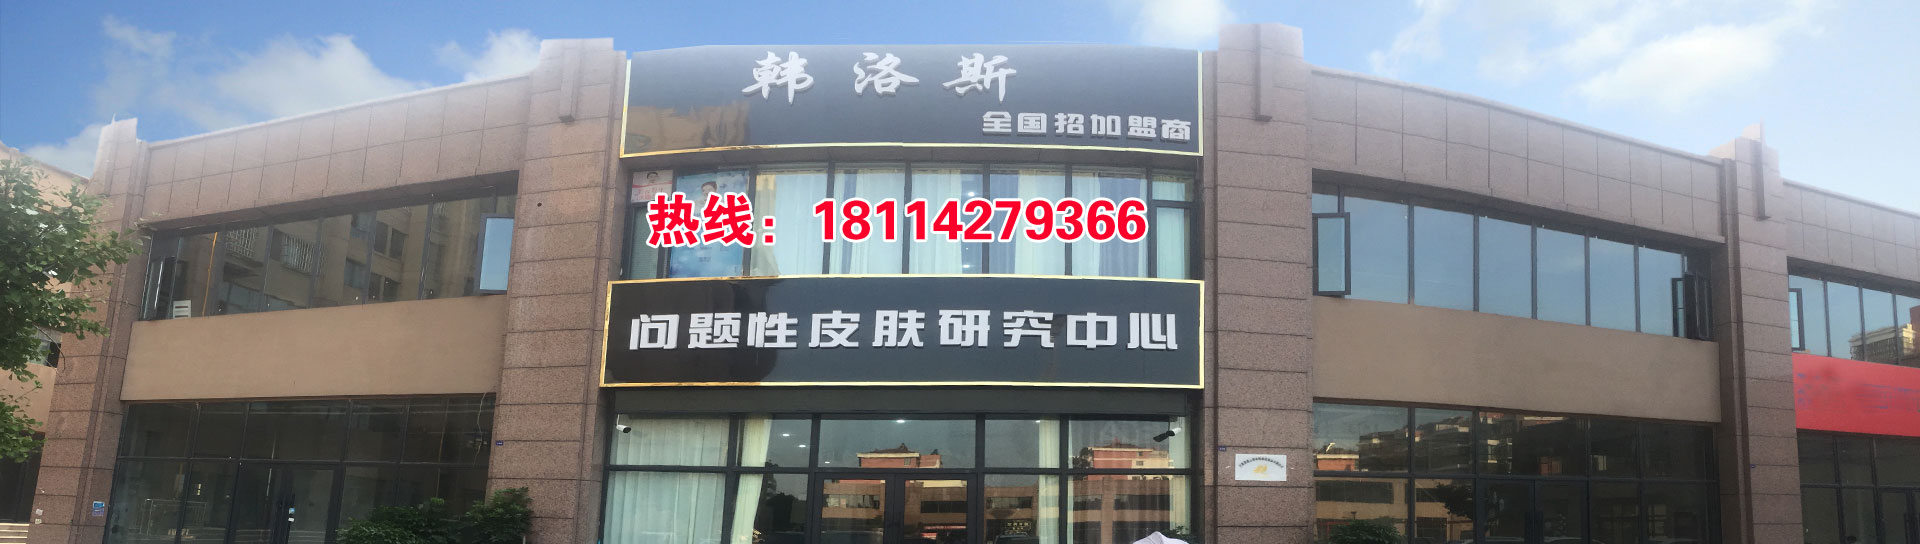 韩洛斯
全国招加盟商
热线：18114279366
问题性皮肤研究中心